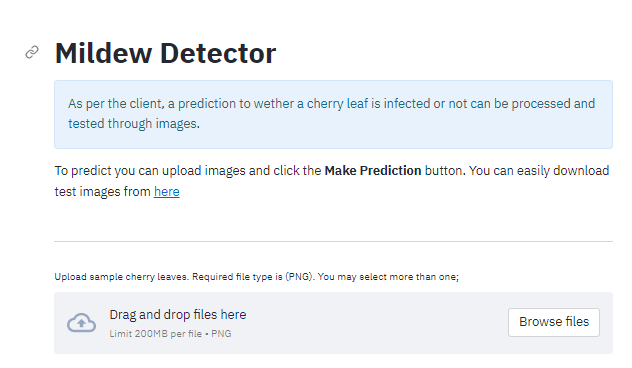 Mildew Detector
As per the client, a prediction to wether a cherry leaf is infected or not can be processed and
tested through images.
To predict you can upload images and click the Make Prediction button. You can easily download
test images from here
Upload sample cherry leaves. Required file type is (PNG). You may select more than one;
Drag and drop files here
Limit 200MB per file • PNG
Browse files